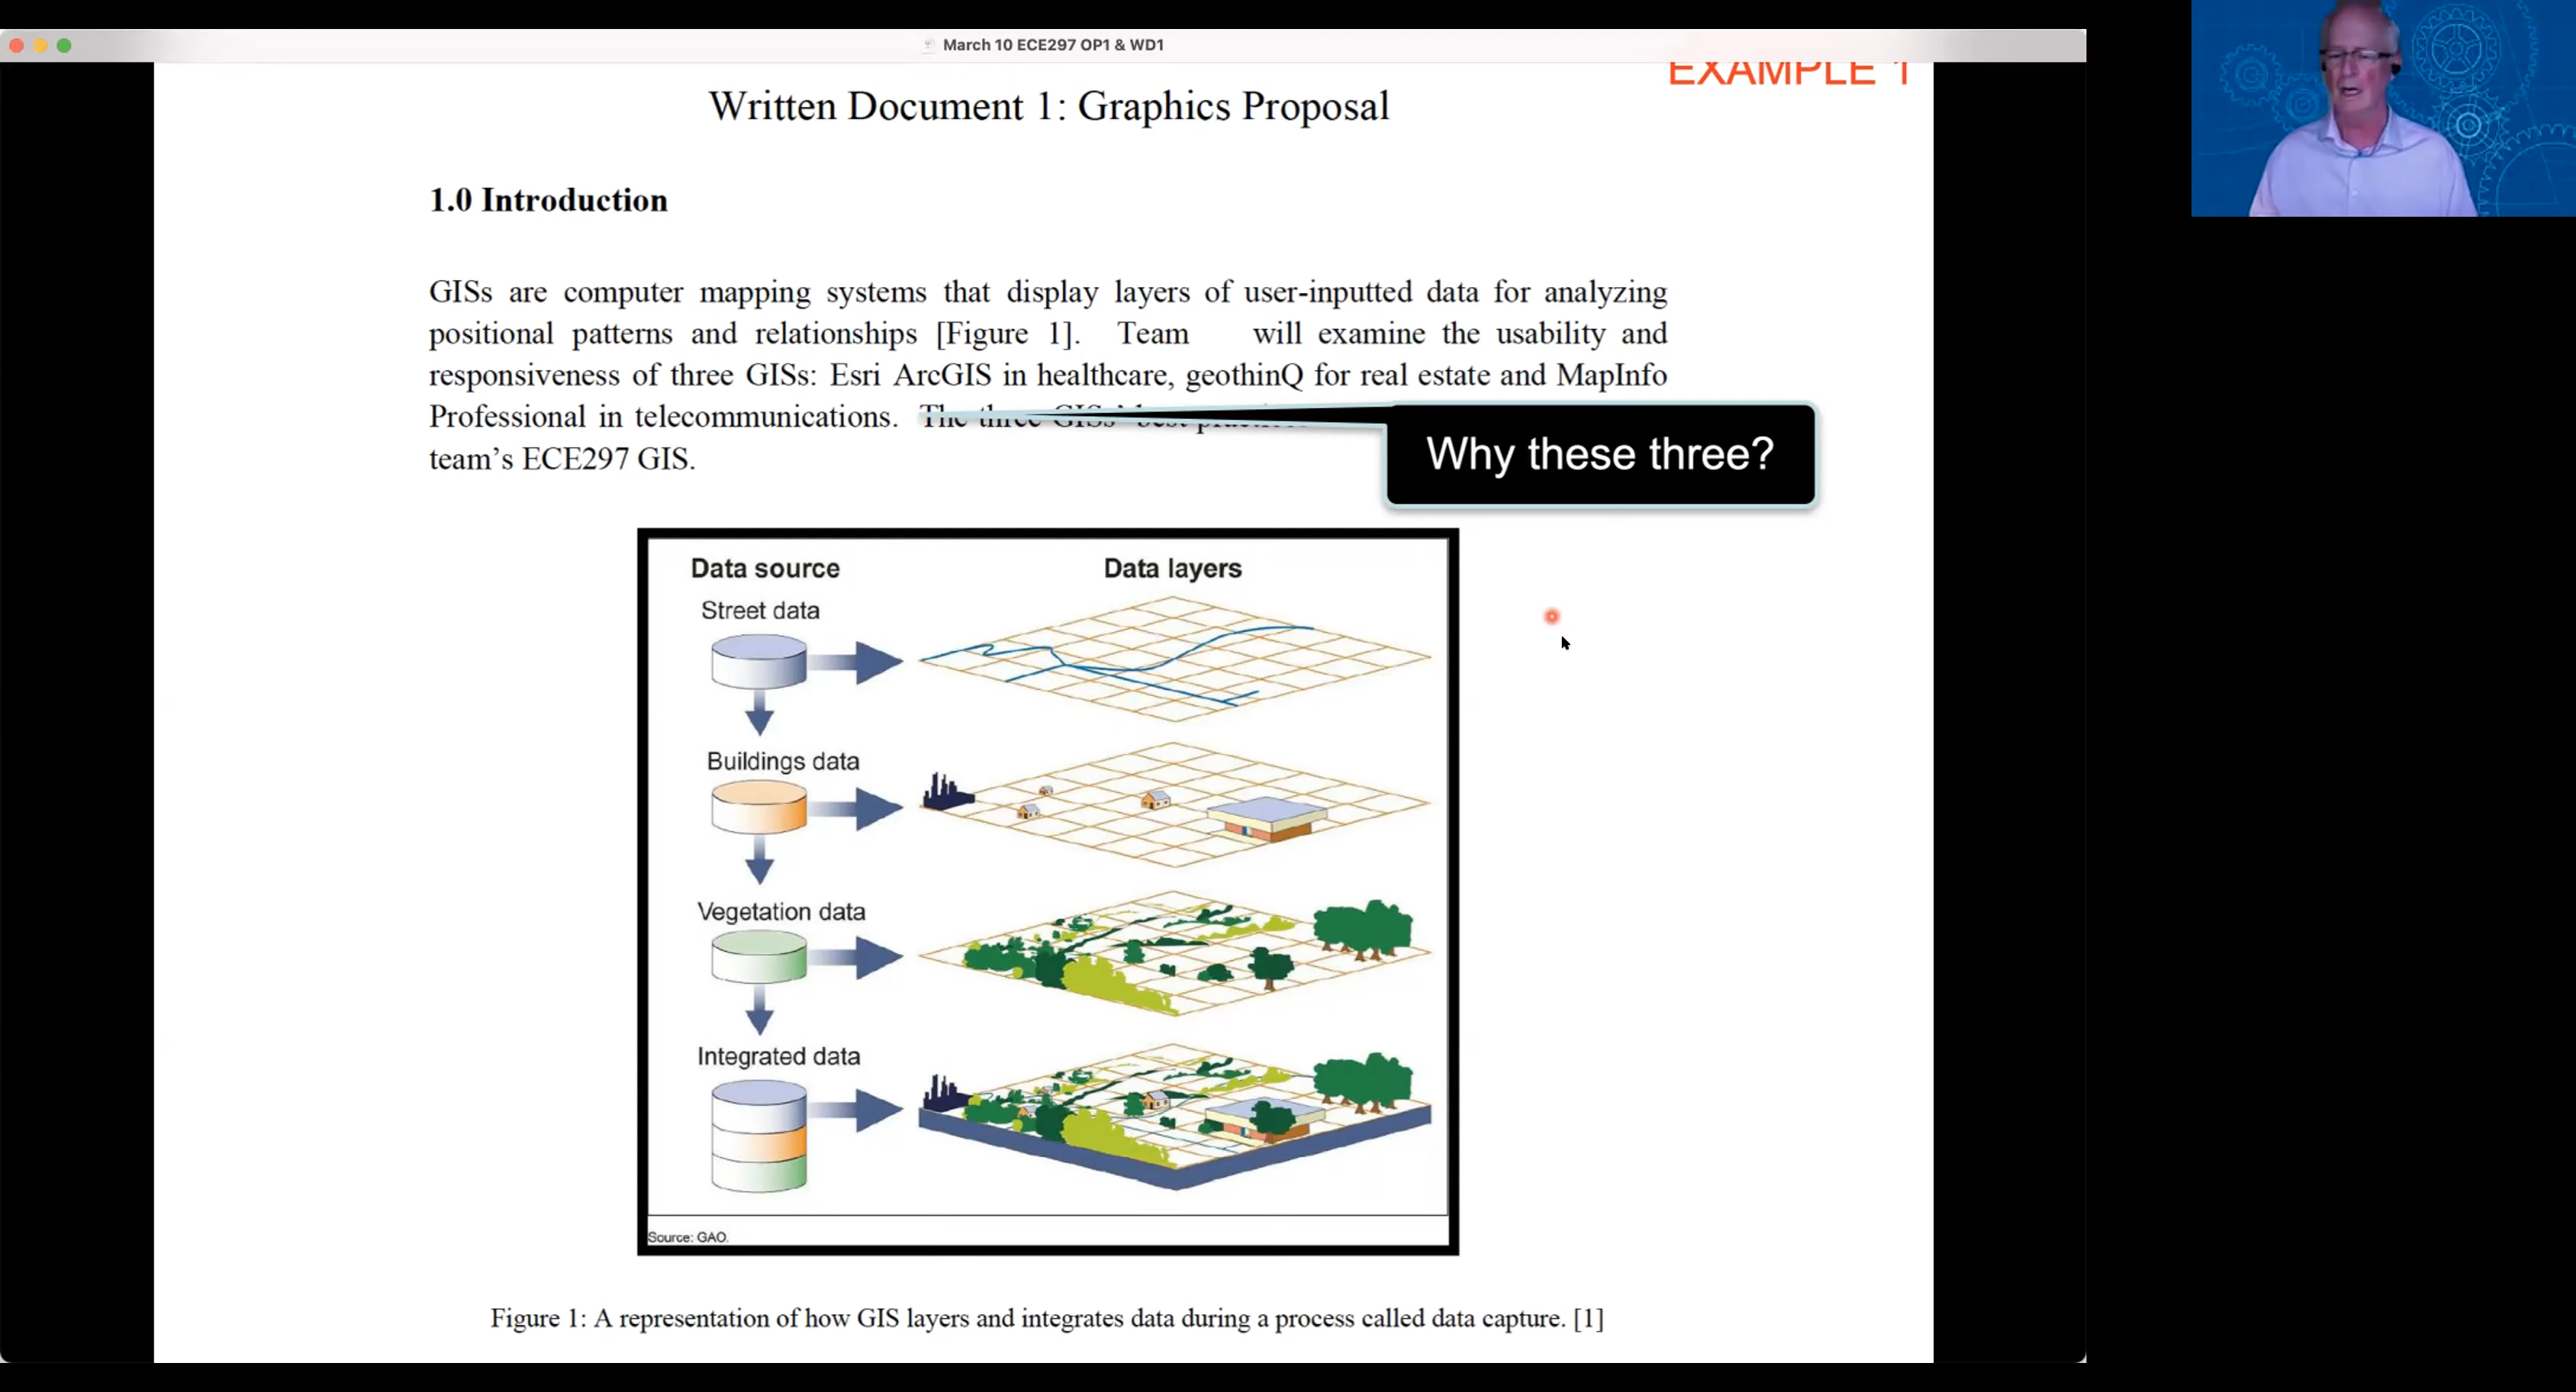 March 10 ECE297 OP1 & WD1
EXAMPLE 1
Written Document 1: Graphics Proposal
1.0 Introduction
GISs are computer mapping systems that display layers of user-inputted data for analyzing
positional patterns and relationships [Figure 1]. Team will examine the usability and
responsiveness of three GISs: Esri ArcGIS in healthcare, geothinQ for real estate and MapInfo
Professional in telecommunications. The three GISs' best
team's ECE297 GIS.
Why these three?
Data source Data layers
Street data
Buildings data
Vegetation data
Integrated data
Source: GAO.
Figure 1: A representation of how GIS layers and integrates data during a process called data capture. [1]